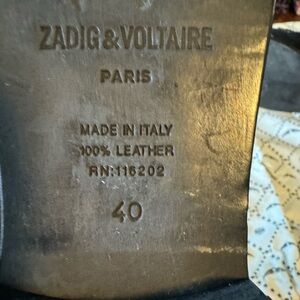 ZADIG&VOLTAIRE
PARIS
MADE IN ITALY
100% LEATHER
RN:116202
40